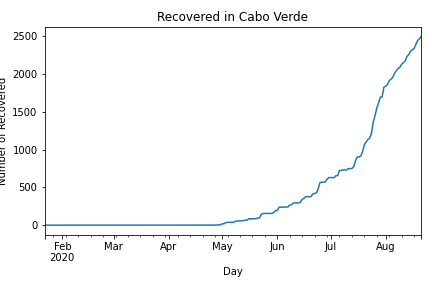 Recovered in Cabo Verde
2500
2000
1500
1000
500
0
Number of Recovered
Feb Mar Apr May Jun Jul Aug
2020
Day